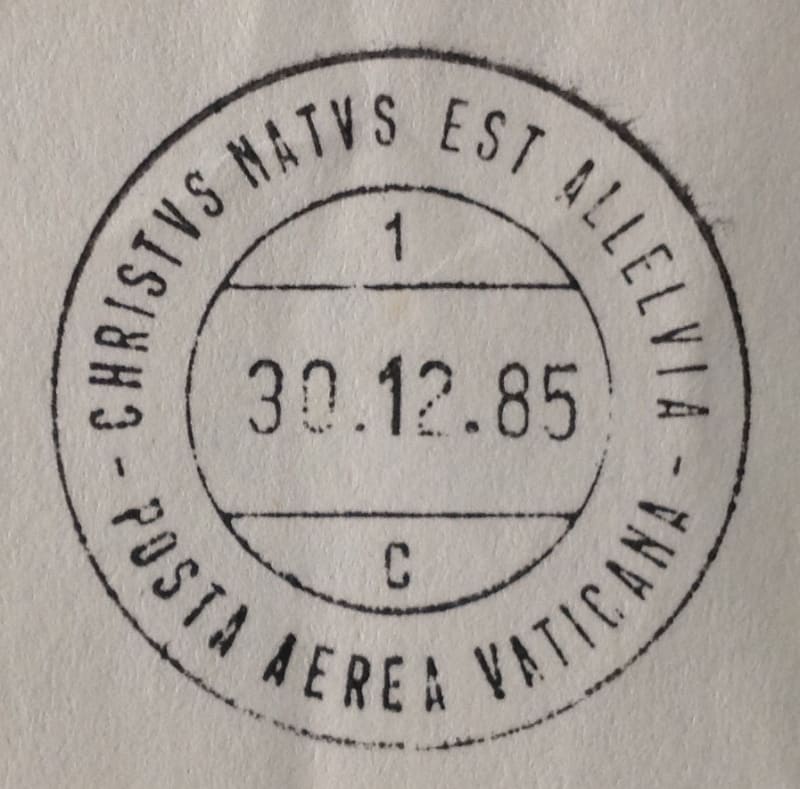 CHRISTVS NATVS EST ALLELVIA
1
30.12.85
C
- POSTA AEREA VATICANA -